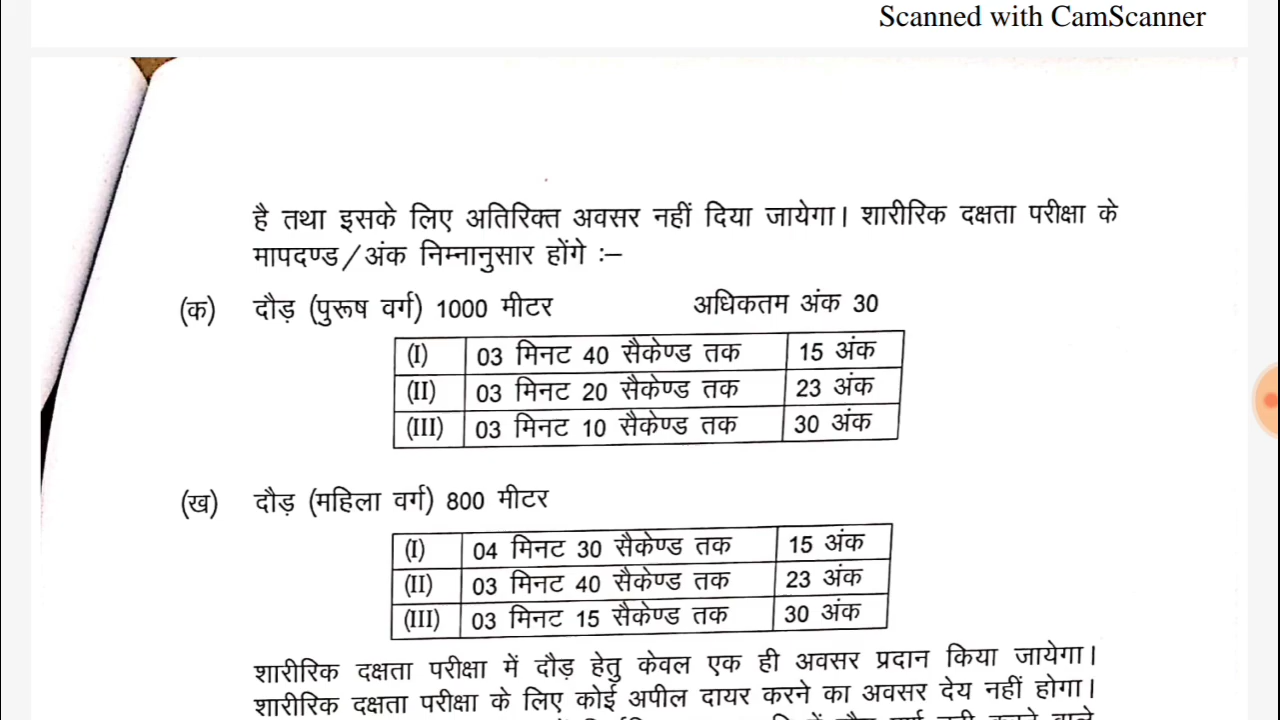 Scanned with CamScanner
है तथा इसके लिए अतिरिक्त अवसर नहीं दिया जायेगा। शारीरिक दक्षता परीक्षा के
मापदण्ड/अंक निम्नानुसार होंगे :–
(क) दौड़ (पुरूष वर्ग) 1000 मीटर अधिकतम अंक 30
(I) 03 मिनट 40 सैकेण्ड तक 15 अंक
(II) 03 मिनट 20 सैकेण्ड तक 23 अंक
(III) 03 मिनट 10 सैकेण्ड तक 30 अंक
(ख) दौड़ (महिला वर्ग) 800 मीटर
(I) 04 मिनट 30 सैकेण्ड तक 15 अंक
(II) 03 मिनट 40 सैकेण्ड तक 23 अंक
(III) 03 मिनट 15 सैकेण्ड तक 30 अंक
शारीरिक दक्षता परीक्षा में दौड़ हेतु केवल एक ही अवसर प्रदान किया जायेगा।
शारीरिक दक्षता परीक्षा के लिए कोई अपील दायर करने का अवसर देय नहीं होगा।